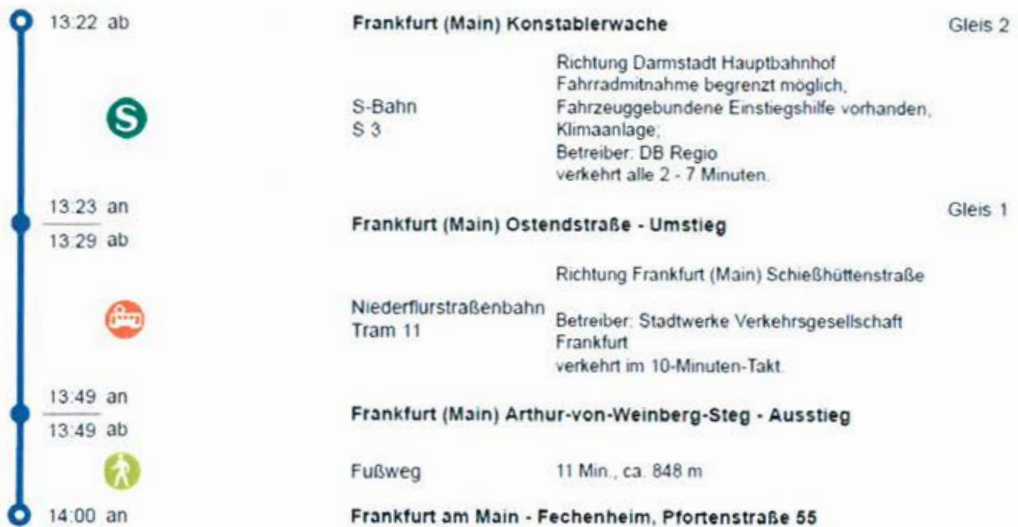 13:22 ab Frankfurt (Main) Konstablerwache Gleis 2
Richtung Darmstadt Hauptbahnhof
Fahrradmitnahme begrenzt möglich,
S-Bahn Fahrzeuggebundene Einstiegshilfe vorhanden,
S
S 3 Klimaanlage;
Betreiber: DB Regio
verkehrt alle 2 - 7 Minuten.
13:23 an Gleis 1
Frankfurt (Main) Ostendstraße - Umstieg
13:29 ab
Richtung Frankfurt (Main) Schießhüttenstraße
Niederflurstraßenbahn
Tram 11 Betreiber: Stadtwerke Verkehrsgesellschaft
Frankfurt
verkehrt im 10-Minuten-Takt.
13:49 an
Frankfurt (Main) Arthur-von-Weinberg-Steg - Ausstieg
13:49 ab
Fußweg 11 Min., ca. 848 m
14:00 an Frankfurt am Main - Fechenheim, Pfortenstraße 55